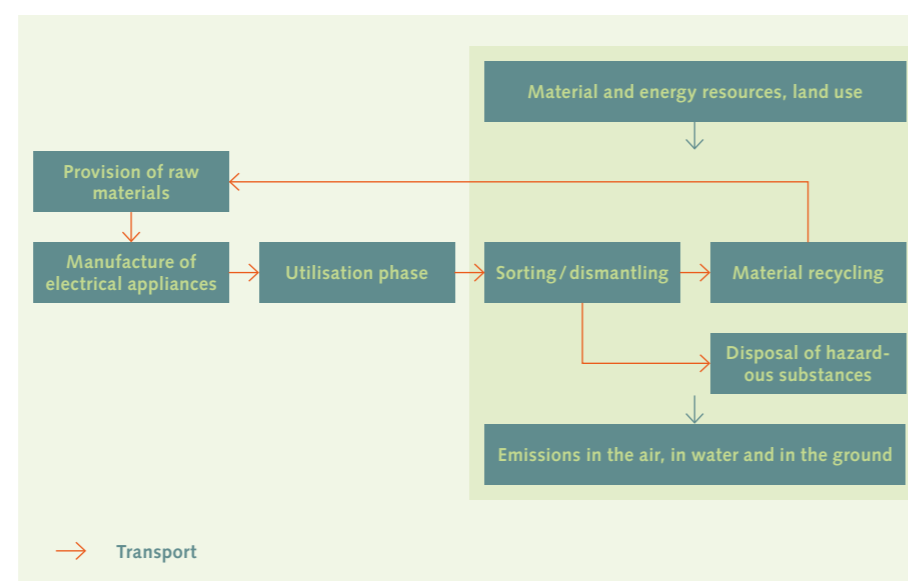 Material and energy resources, land use
Provision of raw
materials
Manufacture of
electrical appliances
Utilisation phase
Sorting / dismantling
Material recycling
Disposal of hazard-
ous substances
Emissions in the air, in water and in the ground
Transport